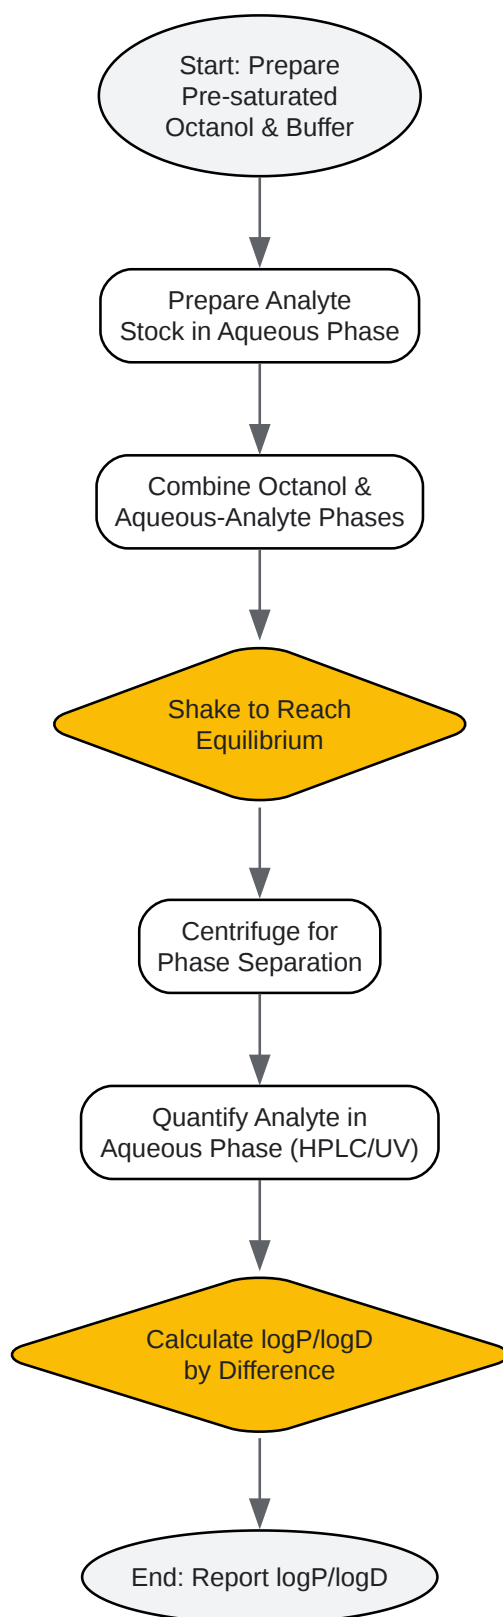 Start: Prepare
Pre-saturated
Octanol & Buffer
Prepare Analyte
Stock in Aqueous Phase
Combine Octanol &
Aqueous-Analyte Phases
Shake to Reach
Equilibrium
Centrifuge for
Phase Separation
Quantify Analyte in
Aqueous Phase (HPLC/UV)
Calculate logP/logD
by Difference
End: Report logP/logD